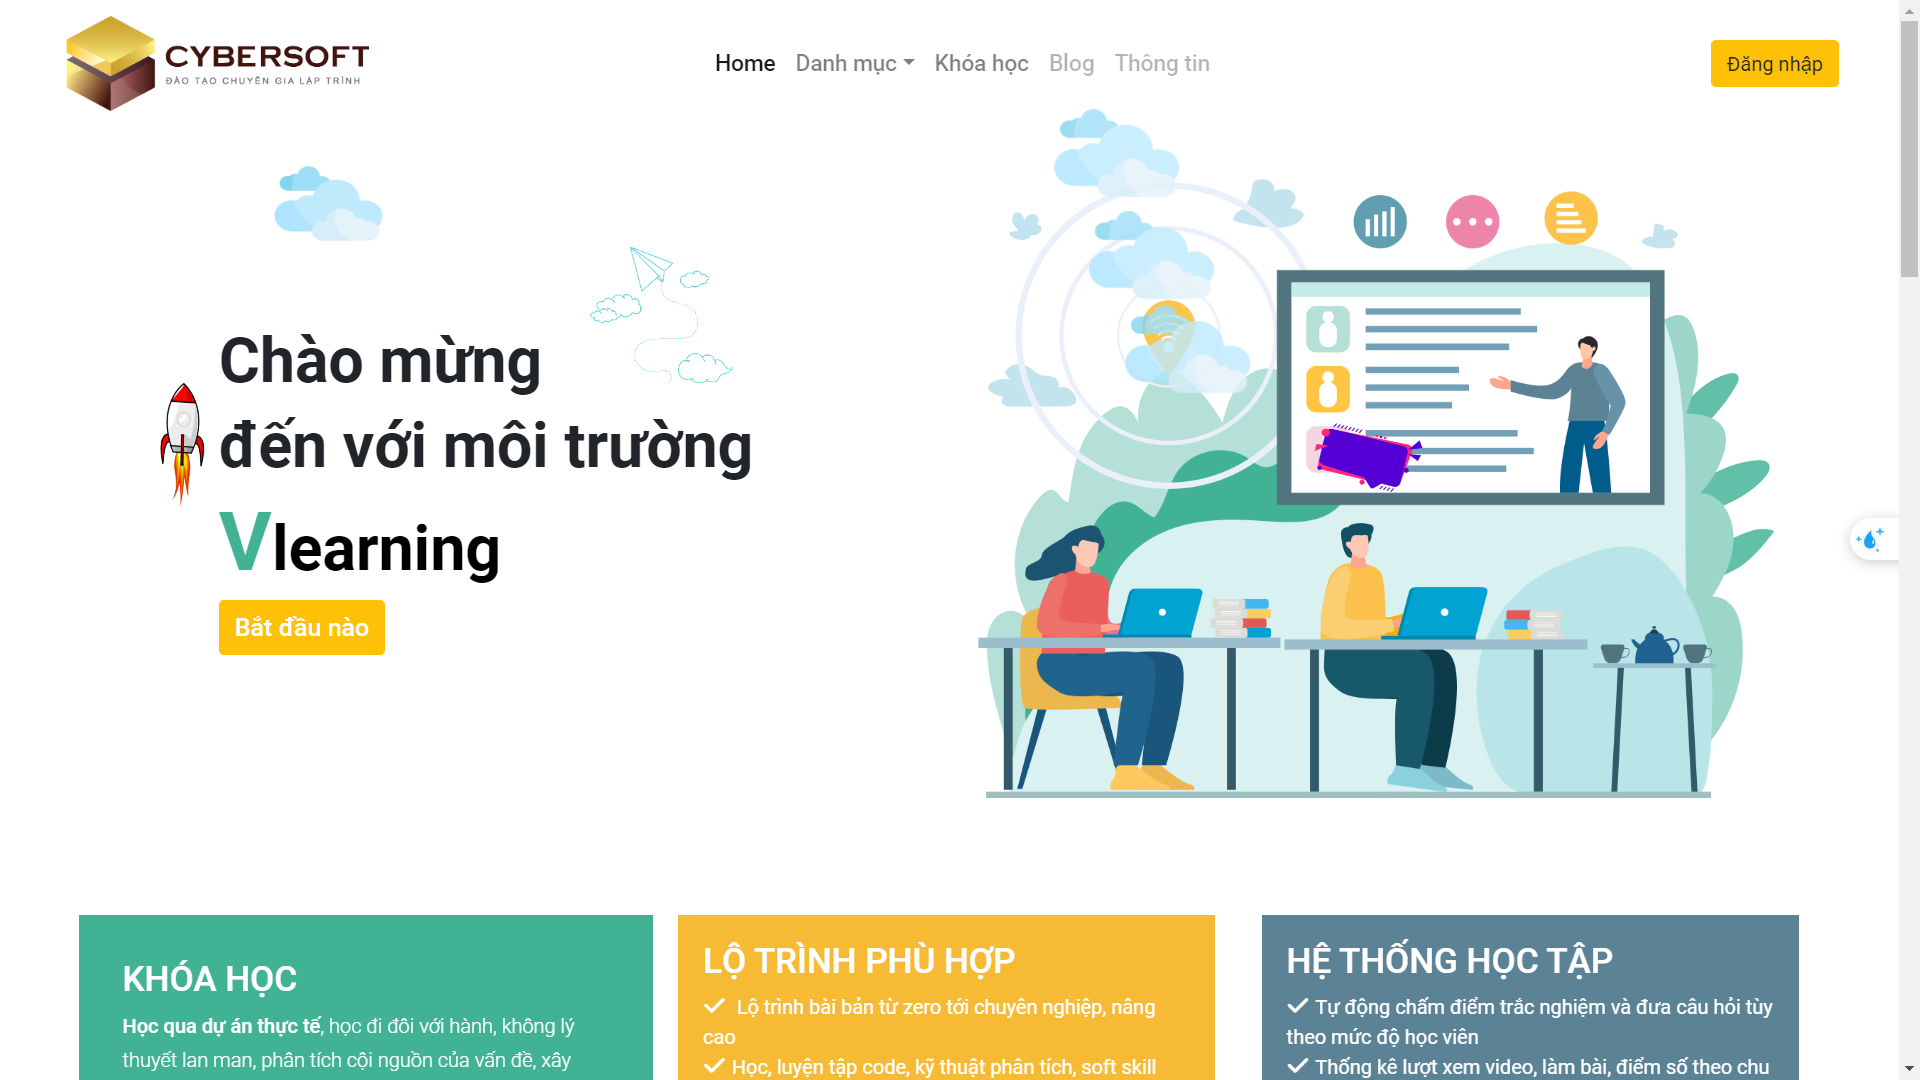 CYBERSOFT
ĐÀO TẠO CHUYÊN GIA LẬP TRÌNH
Home Danh mục Khóa học Blog Thông tin
Đăng nhập
Chào mừng
đến với môi trường
Vlearning
Bắt đầu nào
KHÓA HỌC
Học qua dự án thực tế, học đi đôi với hành, không lý
thuyết lan man, phân tích cội nguồn của vấn đề, xây
LỘ TRÌNH PHÙ HỢP
Lộ trình bài bản từ zero tới chuyên nghiệp, nâng
cao
Học, luyện tập code, kỹ thuật phân tích, soft skill
HỆ THỐNG HỌC TẬP
Tự động chấm điểm trắc nghiệm và đưa câu hỏi tùy
theo mức độ học viên
Thống kê lượt xem video, làm bài, điểm số theo chu